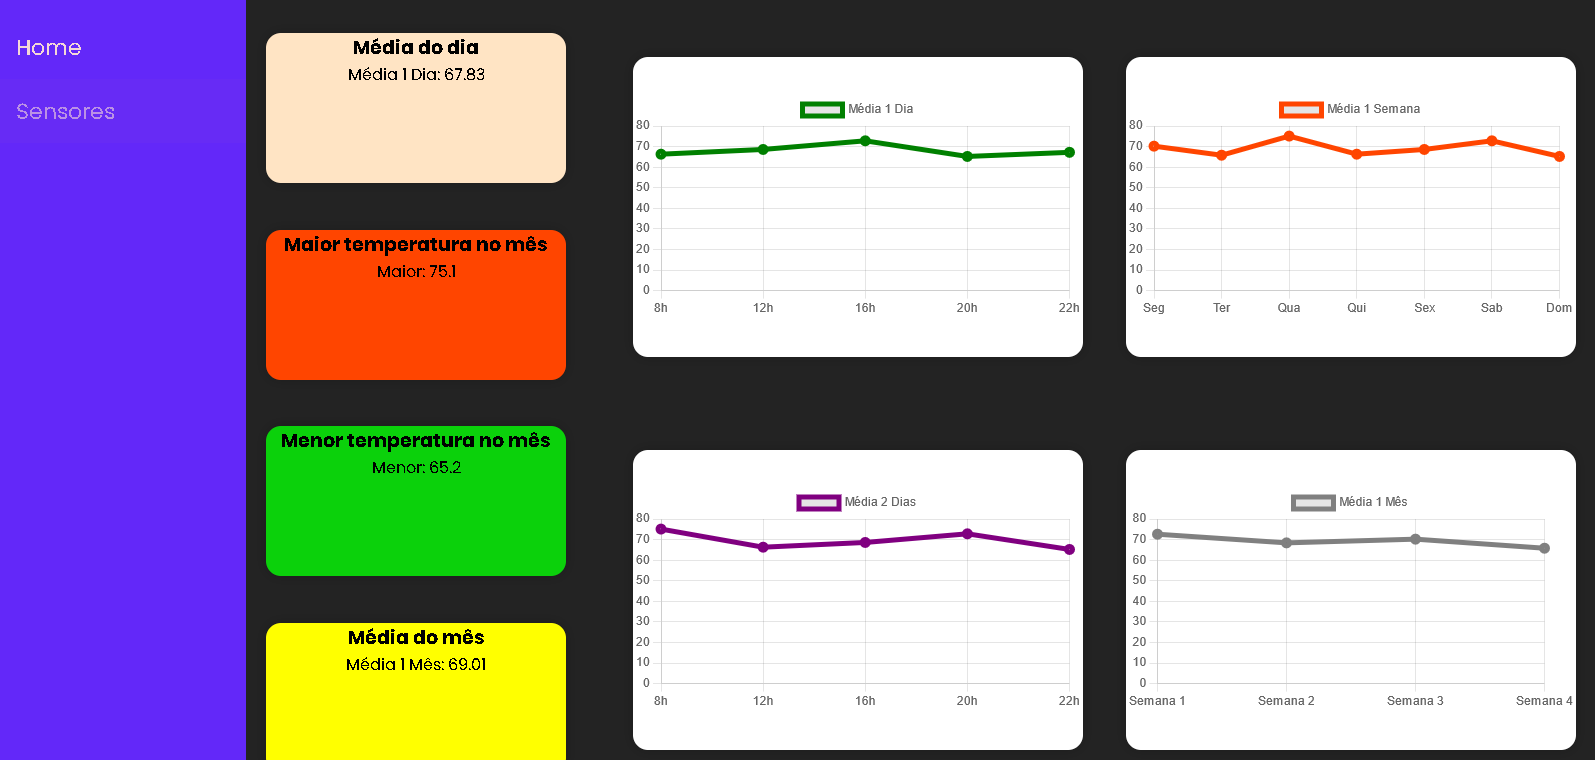 Home
Sensores
Média do dia
Média 1 Dia: 67.83
Maior temperatura no mês
Maior: 75.1
Menor temperatura no mês
Menor: 65.2
Média do mês
Média 1 Mês: 69.01
Média 1 Dia
80
70
60
50
40
30
20
10
0
8h 12h 16h 20h 22h
Média 1 Semana
80
70
60
50
40
30
20
10
0
Seg Ter Qua Qui Sex Sab Dom
Média 2 Dias
80
70
60
50
40
30
20
10
0
8h 12h 16h 20h 22h
Média 1 Mês
80
70
60
50
40
30
20
10
0
Semana 1 Semana 2 Semana 3 Semana 4